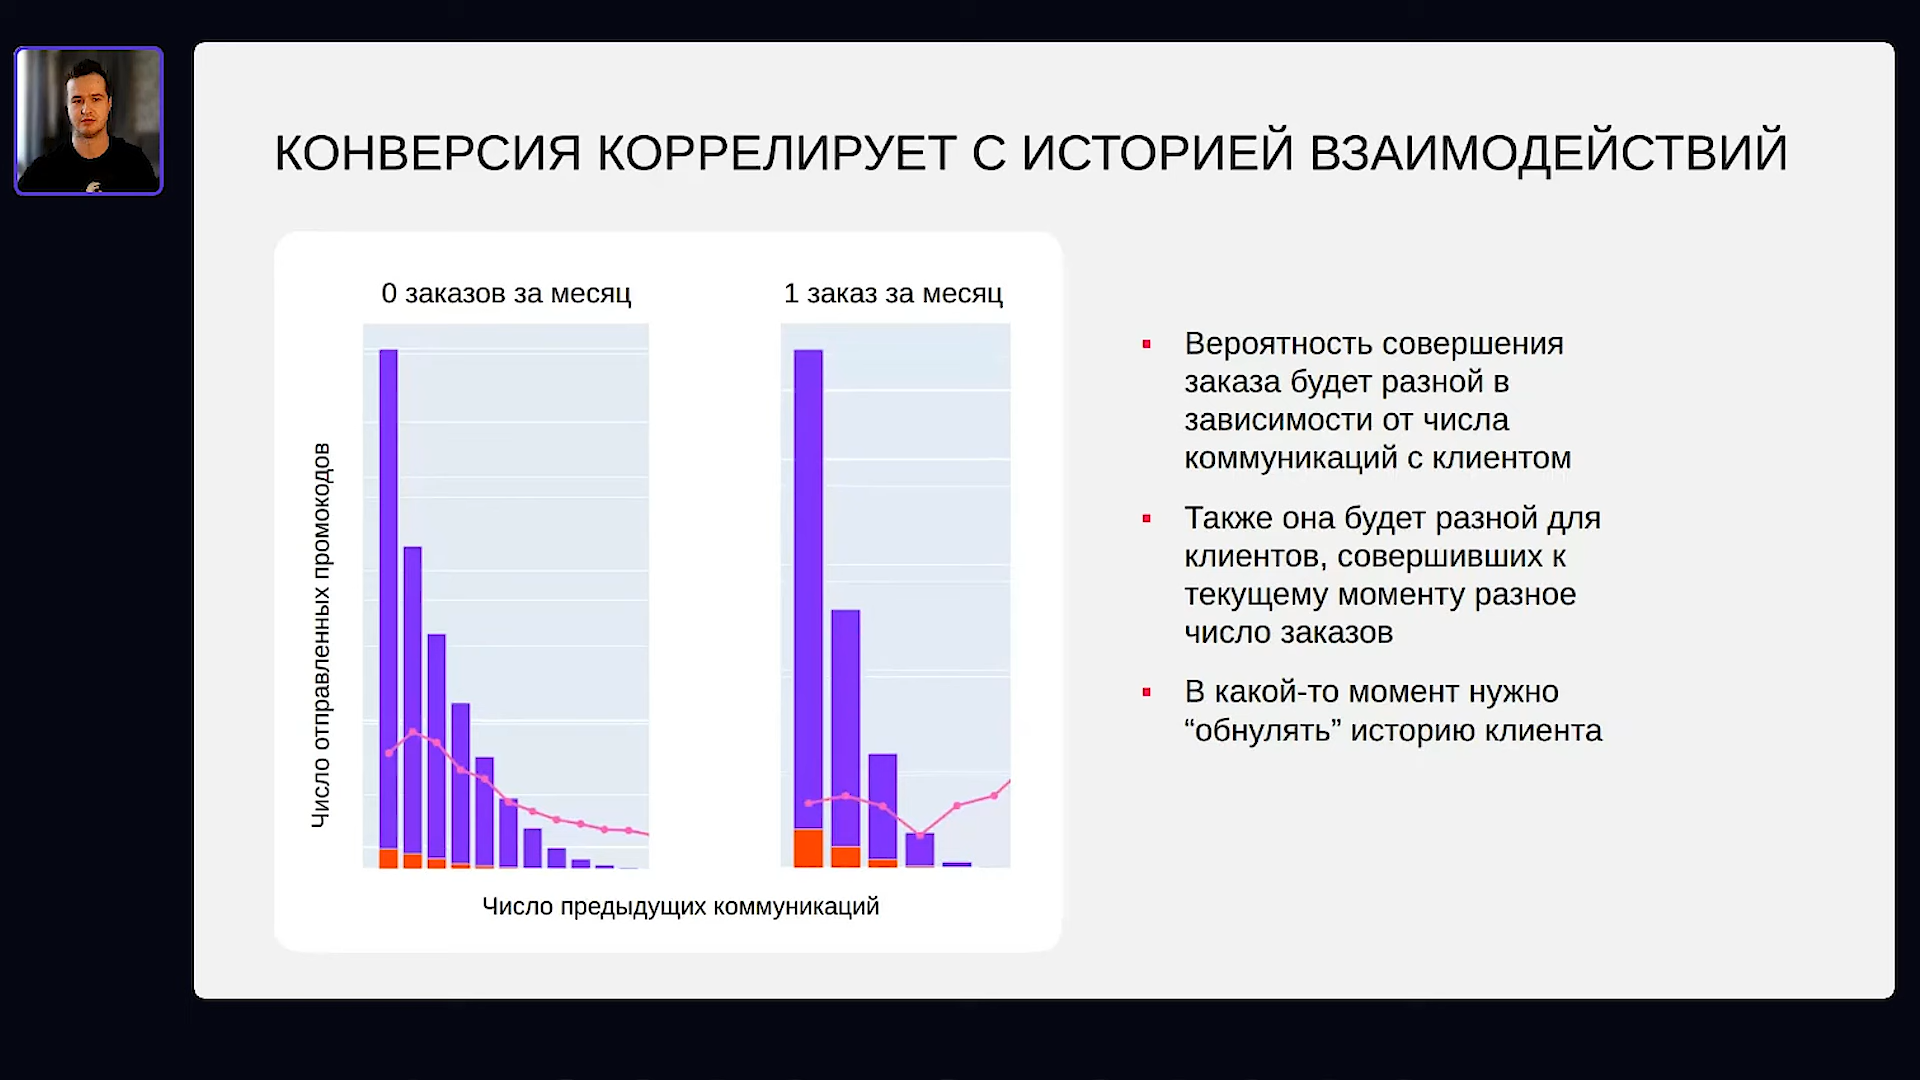 КОНВЕРСИЯ КОРРЕЛИРУЕТ С ИСТОРИЕЙ ВЗАИМОДЕЙСТВИЙ
0 заказов за месяц
1 заказ за месяц
Число отправленных промокодов
Число предыдущих коммуникаций
Вероятность совершения
заказа будет разной в
зависимости от числа
коммуникаций с клиентом
Также она будет разной для
клиентов, совершивших к
текущему моменту разное
число заказов
В какой-то момент нужно
“обнулять” историю клиента